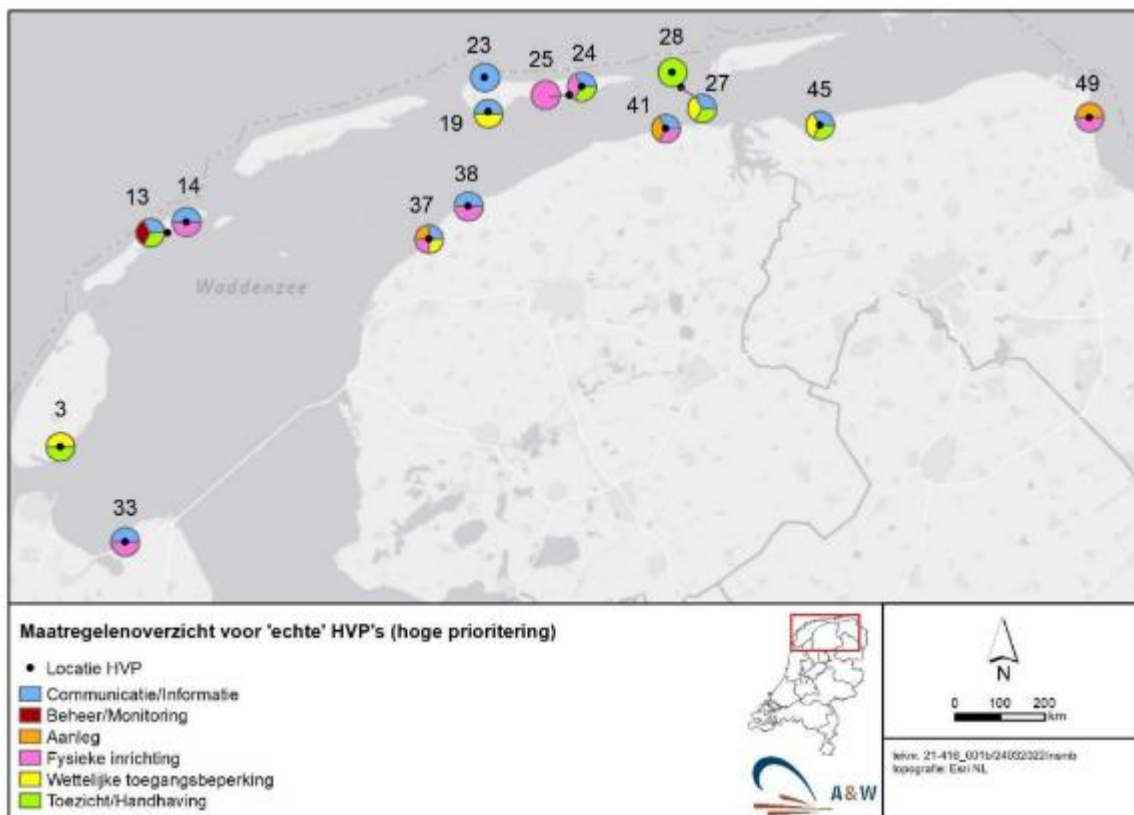 28
23
25
24
49
27
45
41
19
14
13
38
37
Waddenzee
3
33
Maatregelenoverzicht voor 'echte' HVP's (hoge prioritering)
Locatie HVP
Communicatie/Informatie
Beheer/Monitoring
Aanleg
Fysieke inrichting
Wettelijke toegangsbeperking
Toezicht/Handhaving
A&W
N
0 100 200
km
topografie: Esri NL